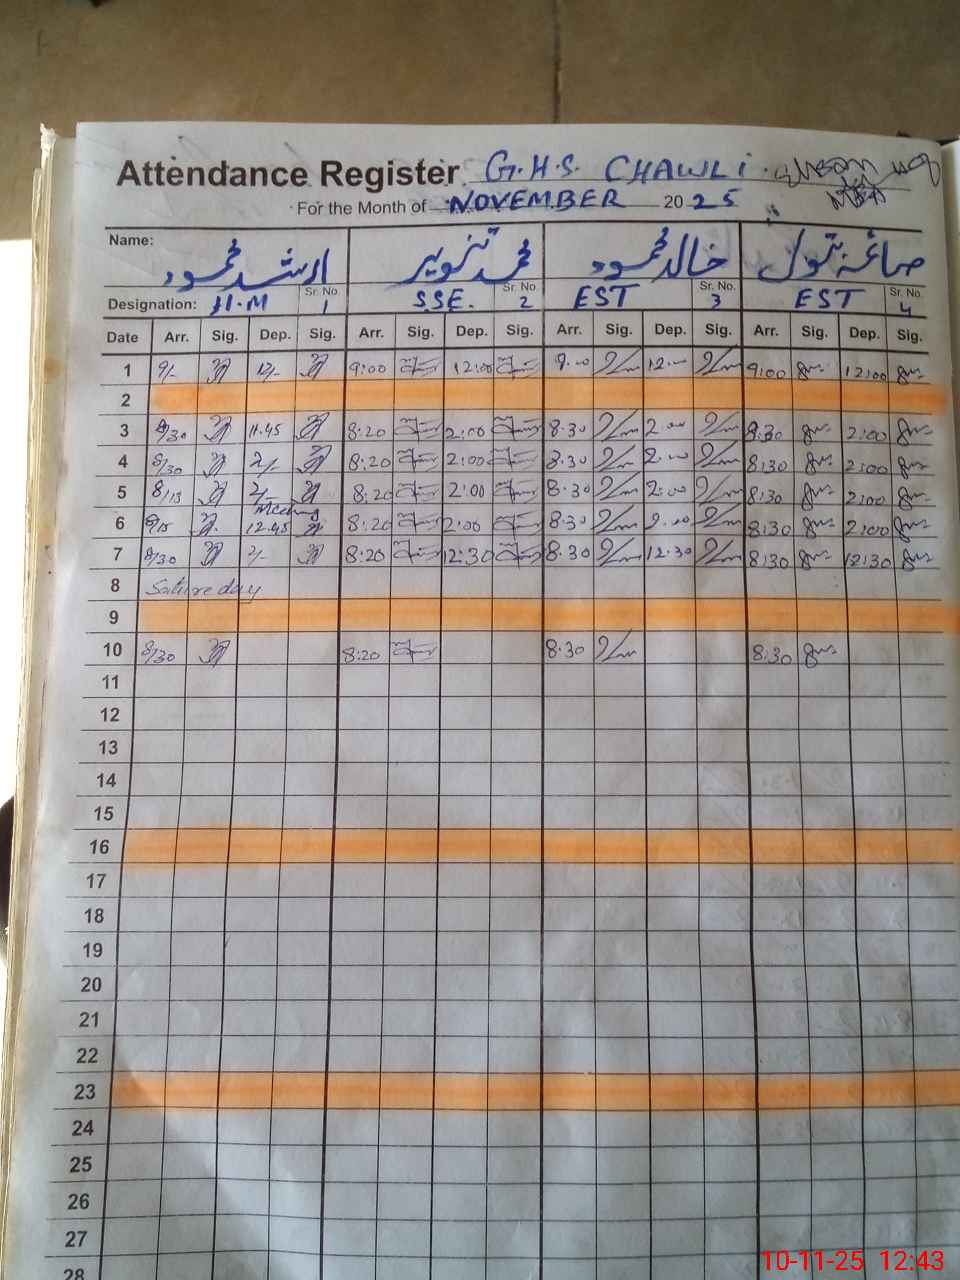 Attendance Register G.H.S. CHAWLI.
For the Month of NOVEMBER 2025
Name: ارشد محمود محمد تنویر خالد محمود صائمہ بتول
Designation: H.M Sr. No. 1 SSE. Sr. No. 2 EST Sr. No. 3 EST Sr. No. 4
Date Arr. Sig. Dep. Sig. Arr. Sig. Dep. Sig. Arr. Sig. Dep. Sig. Arr. Sig. Dep. Sig.
1 9/- 12/- 9:00 12:00 9.00 12.00 9:00 12:00
2
3 8/30 11.45 8:20 2:00 8.30 2.00 8:30 2:00
4 8/30 2/- 8:20 2:00 8.30 2.00 8:30 2:00
5 8/15 2/- 8:20 2:00 8.30 2:00 8:30 2:00
Meeting
6 8/15 12.45 8:20 2:00 8.30 2.00 8:30 2:00
7 8/30 2/- 8:20 12:30 8.30 12.30 8:30 12:30
8 Satureday
9
10 8/30 8:20 8.30 8:30
11
12
13
14
15
16
17
18
19
20
21
22
23
24
25
26
27
28
10-11-25 12:43